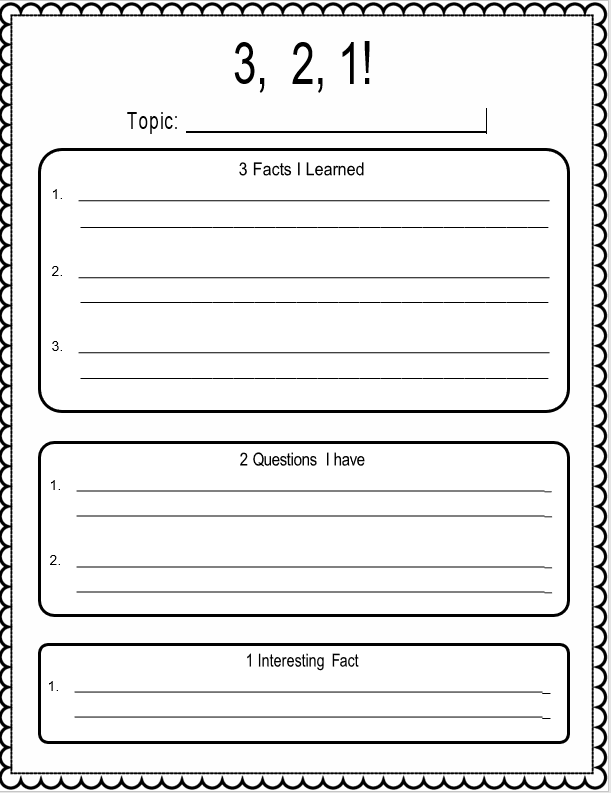 3, 2, 1!
Topic:
3 Facts I Learned
1.
2.
3.
2 Questions I have
1.
2.
1 Interesting Fact
1.